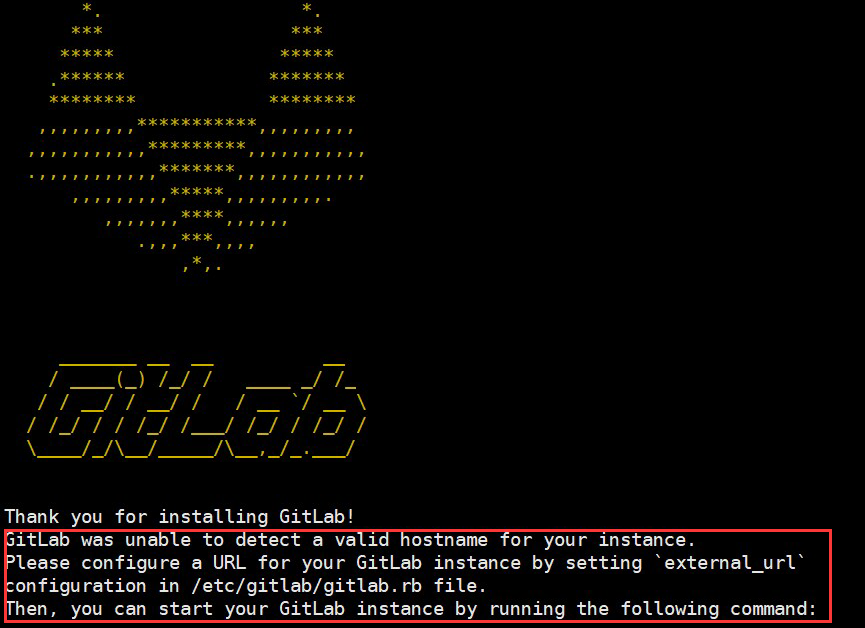 GitLab
Thank you for installing GitLab!
GitLab was unable to detect a valid hostname for your instance.
Please configure a URL for your GitLab instance by setting `external_url`
configuration in /etc/gitlab/gitlab.rb file.
Then, you can start your GitLab instance by running the following command: